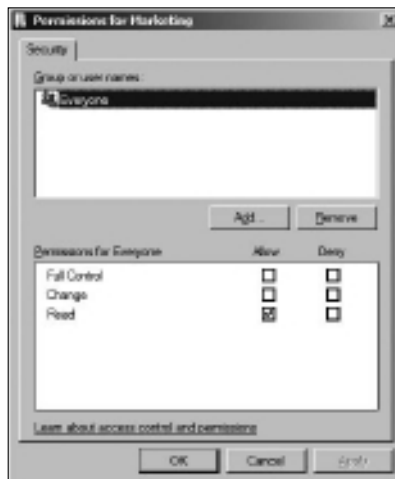 Permissions for Marketing
Security
Group or user names:
Everyone
Add...
Remove
Permissions for Everyone
Allow
Deny
Full Control
Change
Read
Learn about access control and permissions
OK
Cancel
Apply